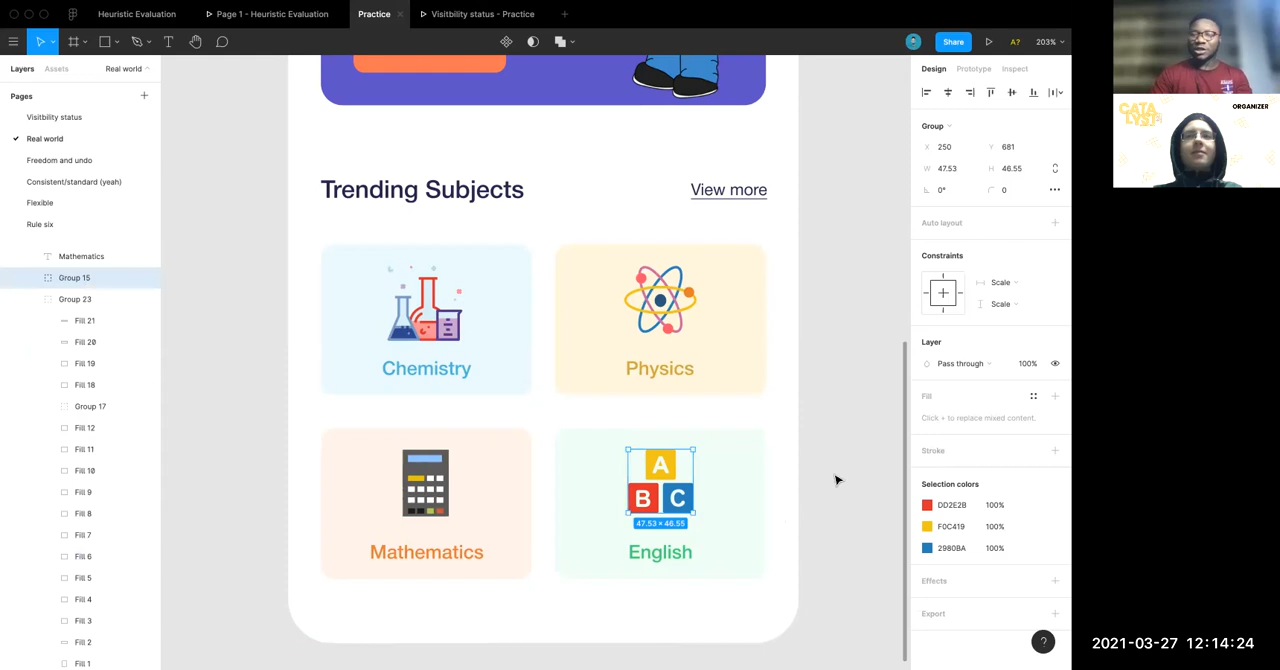 Heuristic Evaluation
Page 1 - Heuristic Evaluation
Practice
Visitbility status - Practice
Share
A?
203%
Layers
Assets
Real world
Pages
Visitbility status
Real world
Freedom and undo
Consistent/standard (yeah)
Flexible
Rule six
Mathematics
Group 15
Group 23
Fill 21
Fill 20
Fill 19
Fill 18
Group 17
Fill 12
Fill 11
Fill 10
Fill 9
Fill 8
Fill 7
Fill 6
Fill 5
Fill 4
Fill 3
Fill 2
Fill 1
Trending Subjects
View more
Chemistry
Physics
Mathematics
A
B C
47.53 × 46.55
English
Design
Prototype
Inspect
Group
X 250
Y 681
W 47.53
H 46.55
0°
0
Auto layout
Constraints
Scale
Scale
Layer
Pass through
100%
Fill
Click + to replace mixed content.
Stroke
Selection colors
DD2E2B 100%
F0C419 100%
2980BA 100%
Effects
Export
?
CATA
LYST
ORGANIZER
2021-03-27 12:14:24